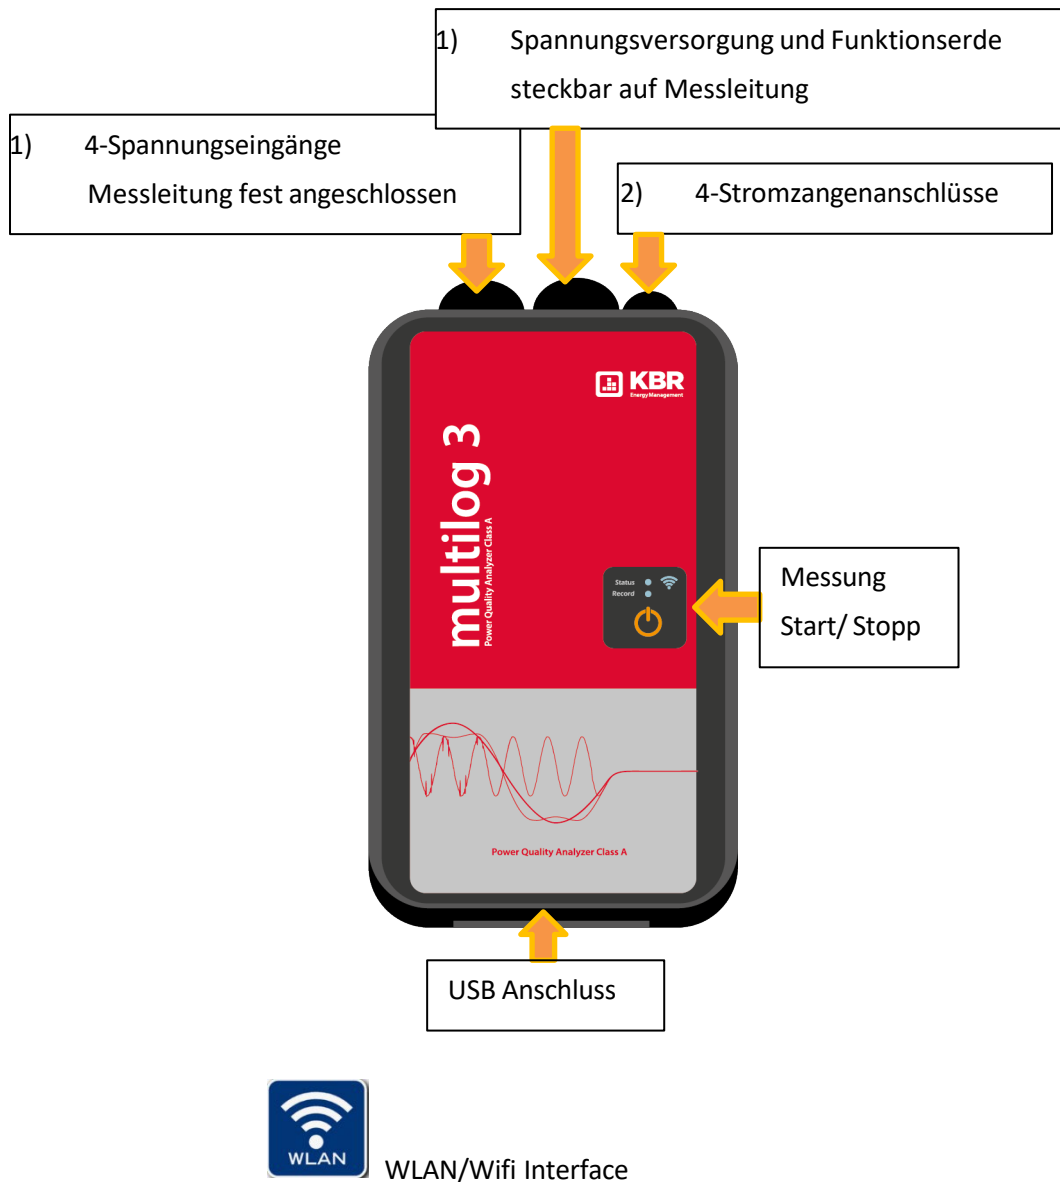 1) Spannungsversorgung und Funktionserde
steckbar auf Messleitung
1) 4-Spannungseingänge
Messleitung fest angeschlossen
2) 4-Stromzangenanschlüsse
KBR
Energy Management
multilog 3
Power Quality Analyzer Class A
Status
Record
Messung
Start/ Stopp
Power Quality Analyzer Class A
USB Anschluss
WLAN
WLAN/Wifi Interface